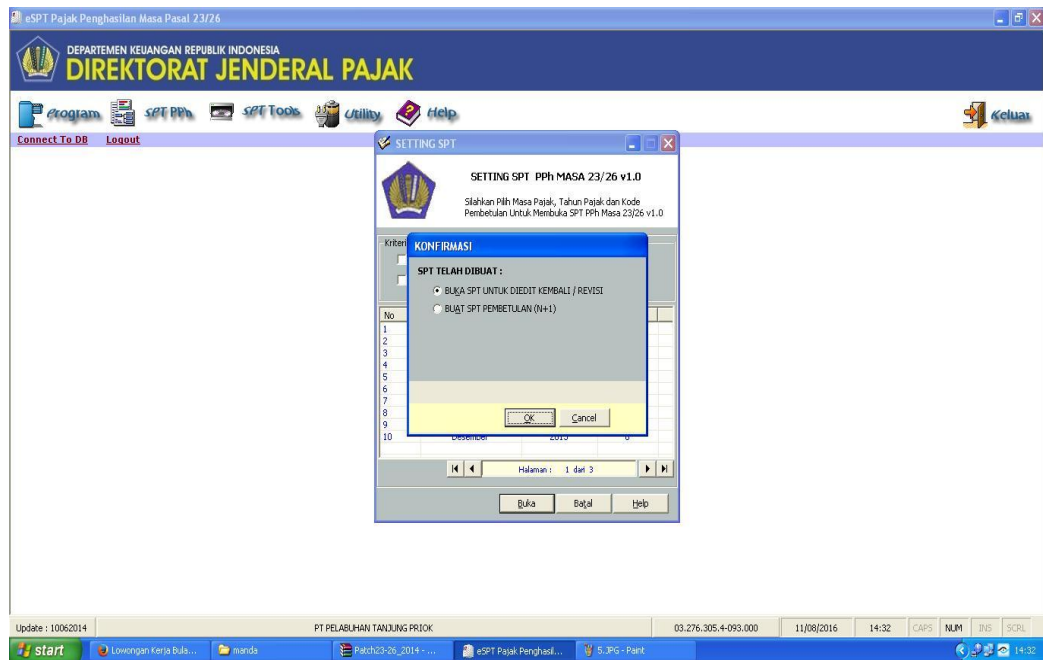 eSPT Pajak Penghasilan Masa Pasal 23/26
DEPARTEMEN KEUANGAN REPUBLIK INDONESIA
DIREKTORAT JENDERAL PAJAK
Program SPT PPh SPT Tools Utility Help Keluar
Connect To DB Logout
SETTING SPT
SETTING SPT PPh MASA 23/26 v1.0
Silahkan Pilih Masa Pajak, Tahun Pajak dan Kode
Pembetulan Untuk Membuka SPT PPh Masa 23/26 v1.0
Kriteri
KONFIRMASI
SPT TELAH DIBUAT :
BUKA SPT UNTUK DIEDIT KEMBALI / REVISI
BUAT SPT PEMBETULAN (N+1)
No
1
2
3
4
5
6
7
8
9
OK Cancel
10 Desember 2015 0
Halaman : 1 dari 3
Buka Batal Help
Update : 10062014 PT PELABUHAN TANJUNG PRIOK 03.276.305.4-093.000 11/08/2016 14:32 CAPS NUM INS SCRL
start Lowongan Kerja Bula... manda Patch23-26_2014 - ... eSPT Pajak Penghasil... 5.JPG - Paint 14:32